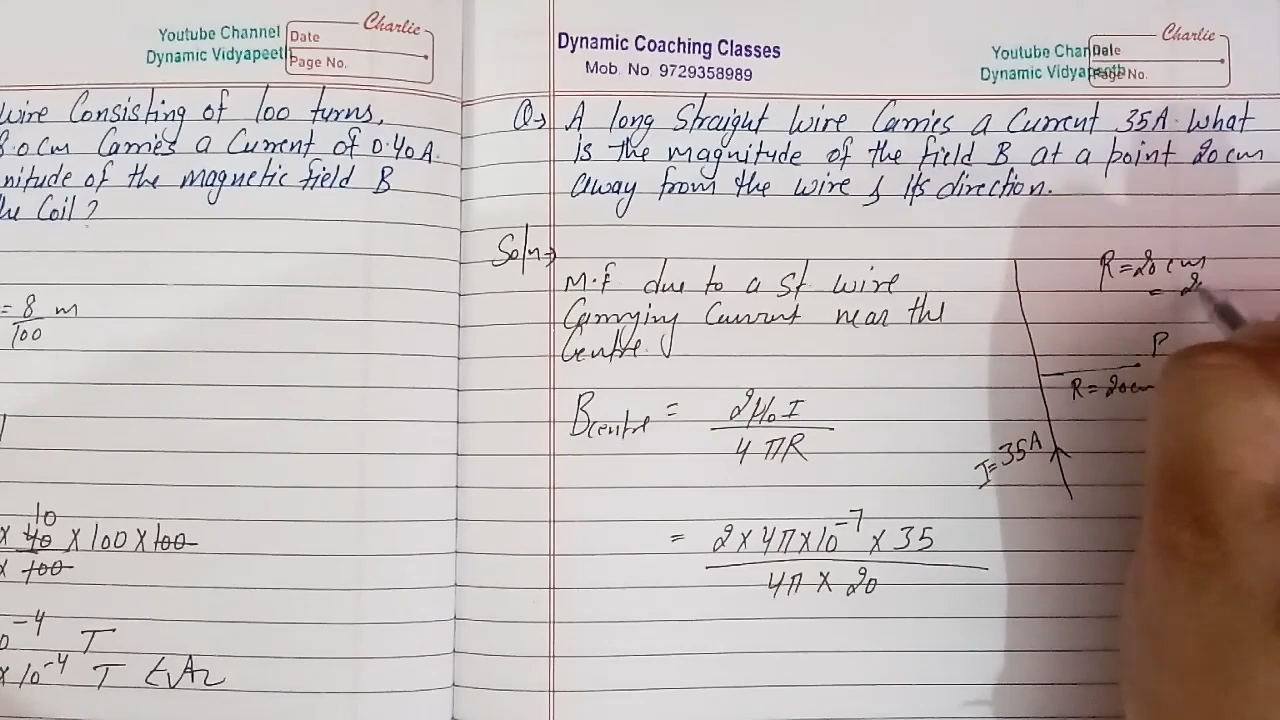 Youtube Channel
Dynamic Vidyapeeth
Charlie
Date
Page No.
wire Consisting of 100 turns,
8.0 cm Carries a Current of 0.40A.
nitude of the magnetic field B
the Coil?
= 8/100 m
10
× 40 × 100 × 100
× 100
-4 T
× 10^-4 T
Dynamic Coaching Classes
Mob. No. 9729358989
Youtube Channel
Dynamic Vidyapeeth
Charlie
Date
Page No.
Q→ A long Straight wire Carries a Current 35A. What
is the magnitude of the field B at a point 20 cm
away from the wire & its direction.
Soln→
M.F due to a St wire
Carrying Current near the
Centre.
B centre = 2μ₀I / 4πR
= 2 × 4π × 10^-7 × 35 / 4π × 20
R = 20 cm
= 2
P
R = 20cm
I = 35A